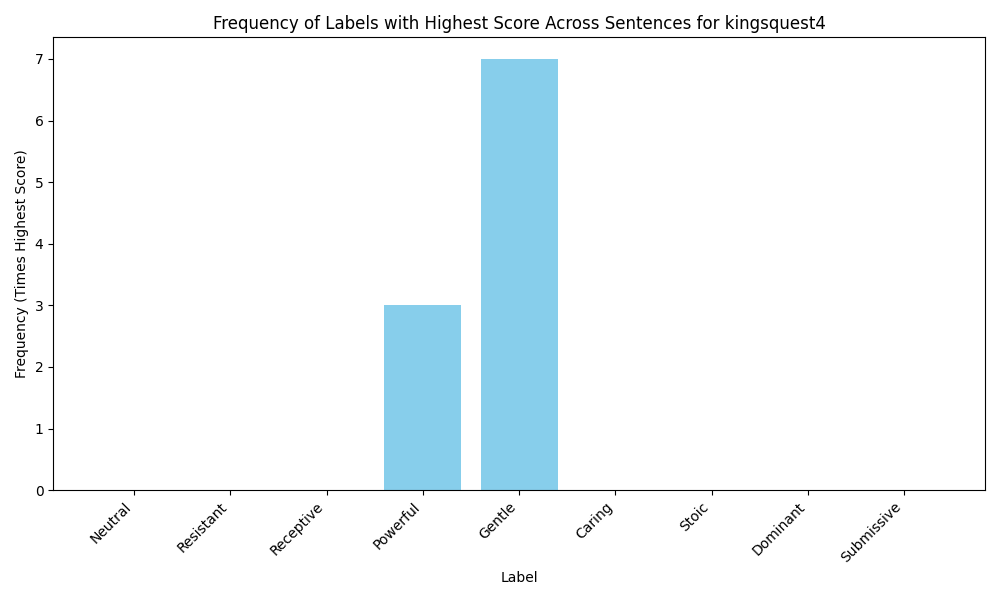 Frequency of Labels with Highest Score Across Sentences for kingsquest4
Frequency (Times Highest Score)
7
6
5
4
3
2
1
0
Neutral
Resistant
Receptive
Powerful
Gentle
Caring
Stoic
Dominant
Submissive
Label